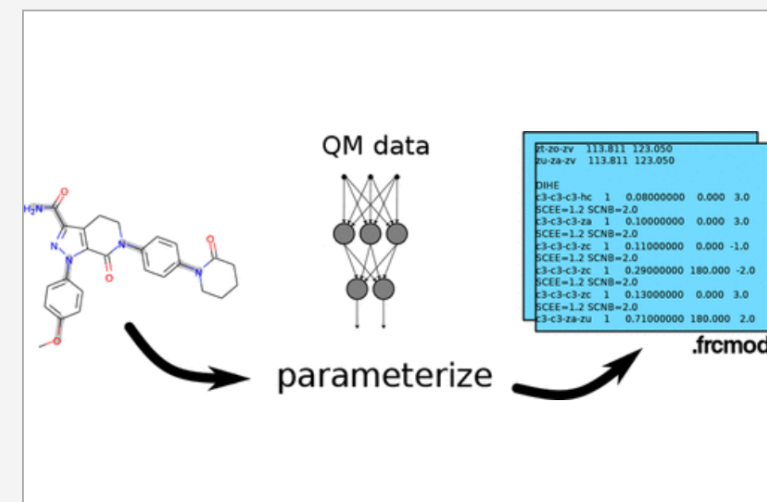 QM data
zt-zo-zv 113.811 123.050
zu-za-zv 113.811 123.050
DIHE
c3-c3-c3-hc 1 0.08000000 0.000 3.0
SCEE=1.2 SCNB=2.0
c3-c3-c3-za 1 0.10000000 0.000 3.0
SCEE=1.2 SCNB=2.0
c3-c3-c3-zc 1 0.11000000 0.000 -1.0
SCEE=1.2 SCNB=2.0
c3-c3-c3-zc 1 0.29000000 180.000 -2.0
SCEE=1.2 SCNB=2.0
c3-c3-c3-zc 1 0.13000000 0.000 3.0
SCEE=1.2 SCNB=2.0
c3-c3-za-zu 1 0.71000000 180.000 2.0
.frcmod
O
H₂N
N
N
N
O
N
O
O
parameterize